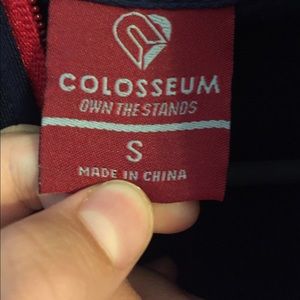 COLOSSEUM
OWN THE STANDS
S
MADE IN CHINA